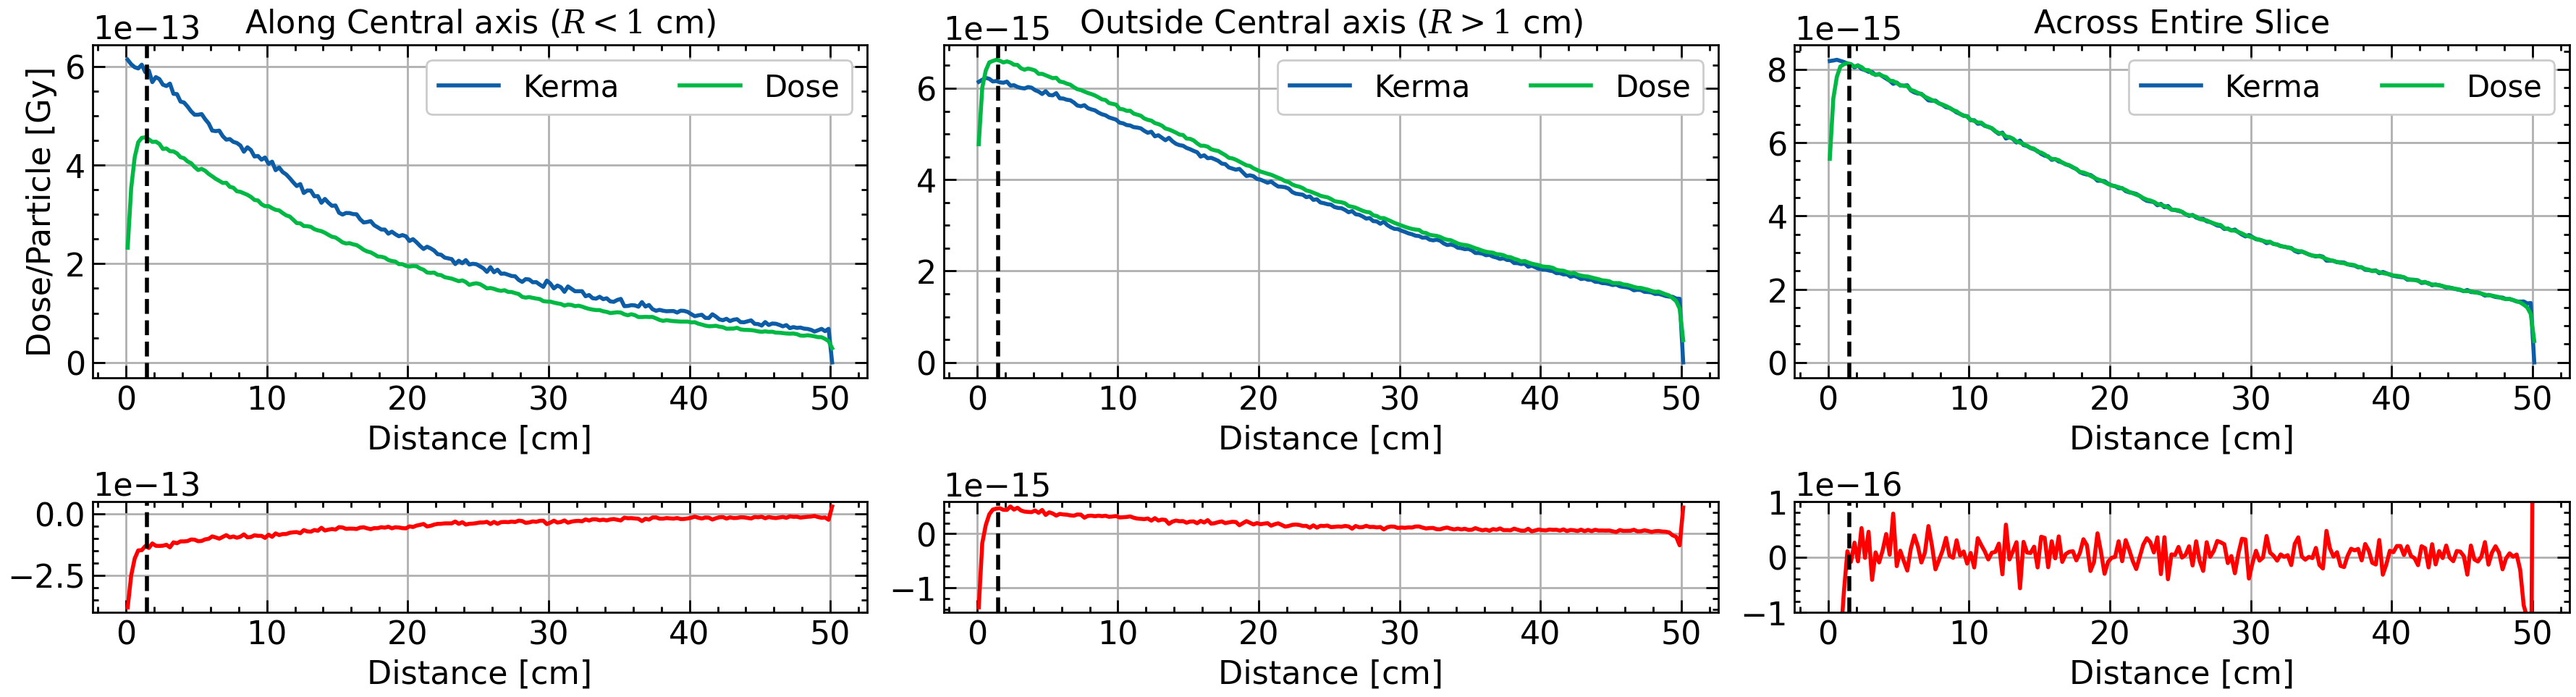 Along Central axis (R < 1 cm)
1e−13
Dose/Particle [Gy]
6
4
2
0
Kerma
Dose
0 10 20 30 40 50
Distance [cm]
Outside Central axis (R > 1 cm)
1e−15
6
4
2
0
Kerma
Dose
0 10 20 30 40 50
Distance [cm]
Across Entire Slice
1e−15
8
6
4
2
0
Kerma
Dose
0 10 20 30 40 50
Distance [cm]
1e−13
0.0
−2.5
0 10 20 30 40 50
Distance [cm]
1e−15
0
−1
0 10 20 30 40 50
Distance [cm]
1e−16
1
0
−1
0 10 20 30 40 50
Distance [cm]